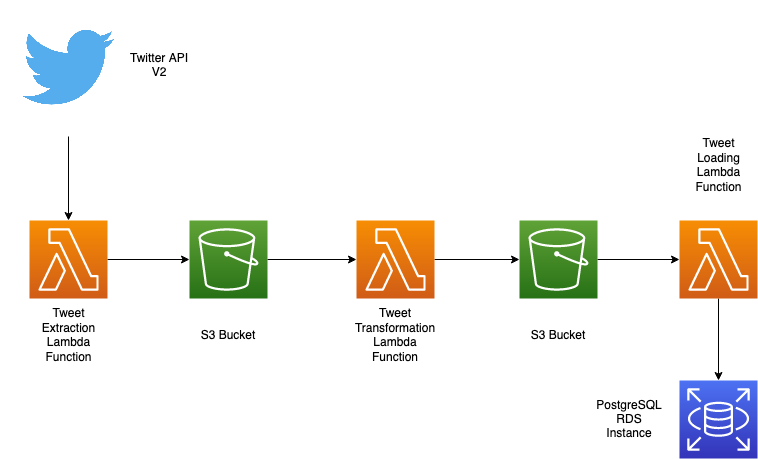 Twitter API
V2
Tweet
Loading
Lambda
Function
Tweet
Extraction
Lambda
Function
S3 Bucket
Tweet
Transformation
Lambda
Function
S3 Bucket
PostgreSQL
RDS
Instance